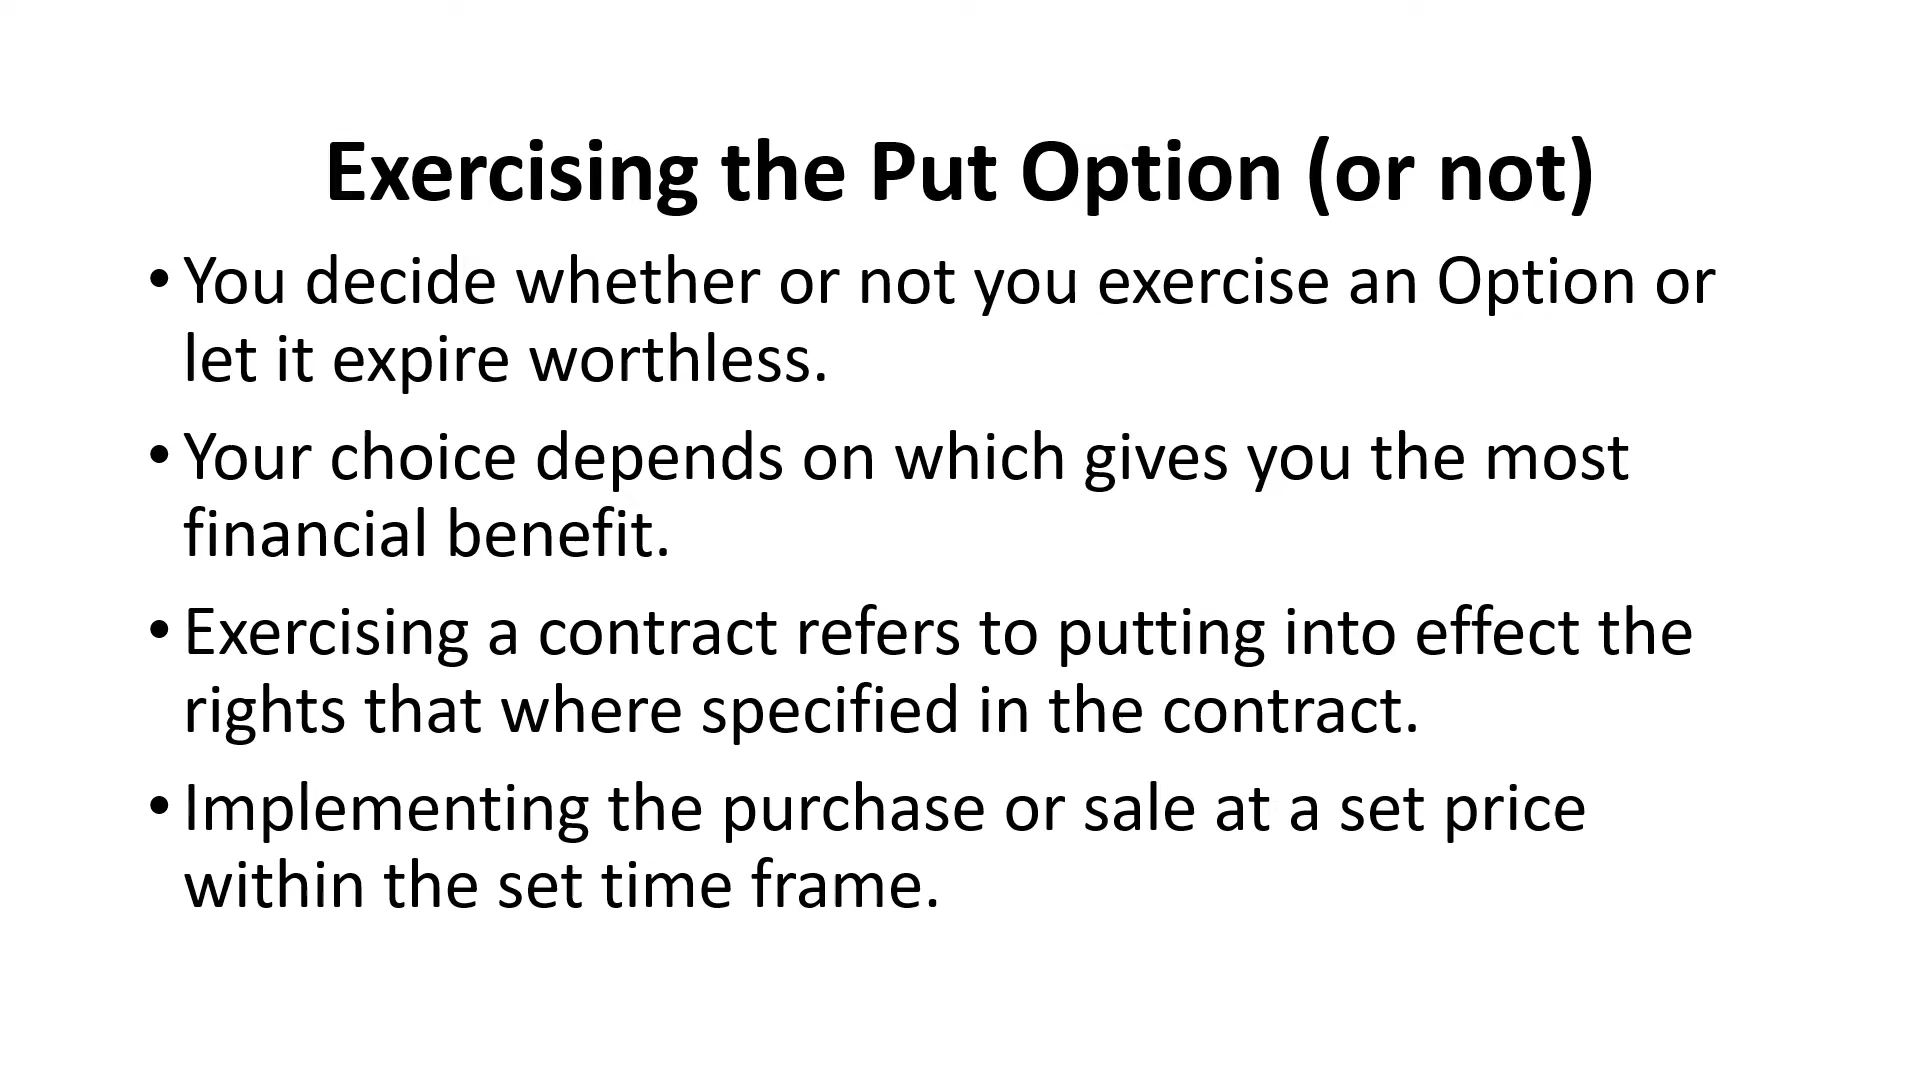 Exercising the Put Option (or not)
• You decide whether or not you exercise an Option or
let it expire worthless.
• Your choice depends on which gives you the most
financial benefit.
• Exercising a contract refers to putting into effect the
rights that where specified in the contract.
• Implementing the purchase or sale at a set price
within the set time frame.